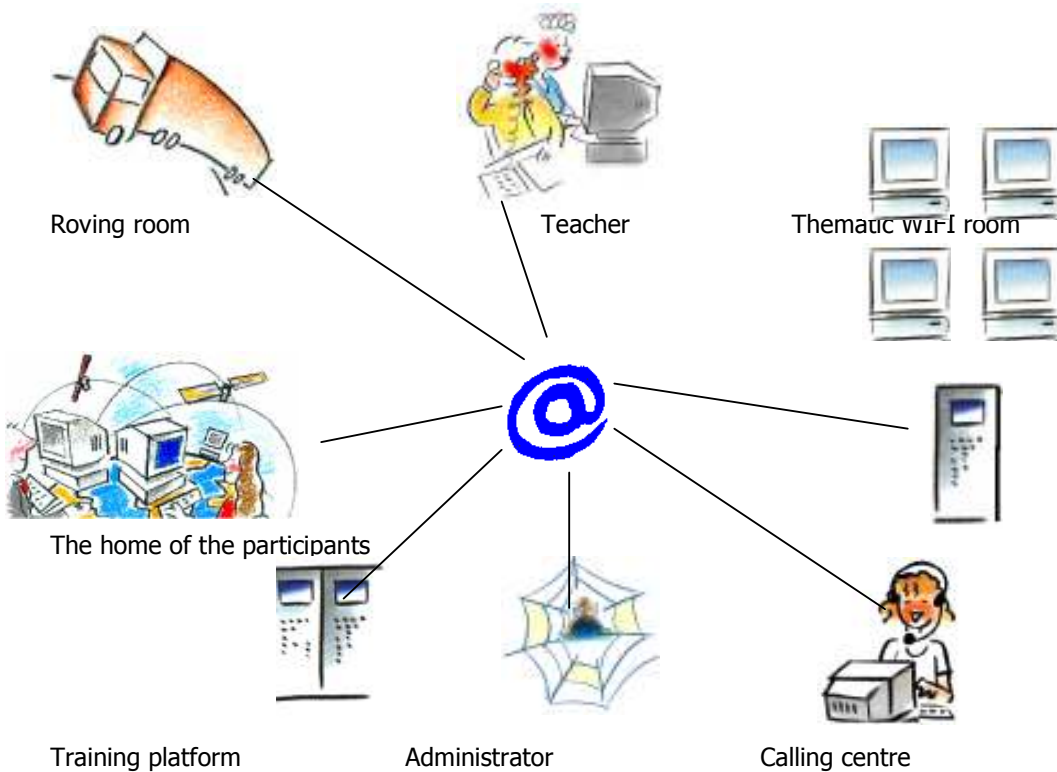 Roving room Teacher Thematic WIFI room
@
The home of the participants
Training platform Administrator Calling centre